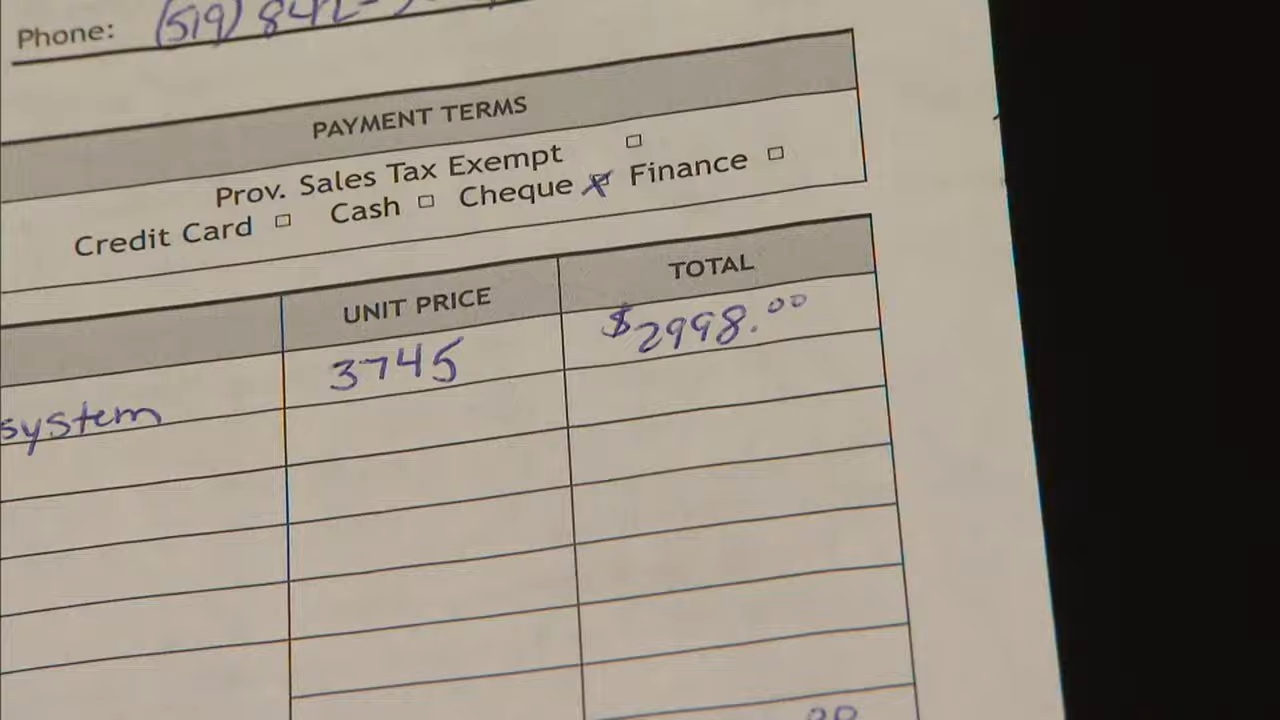 Phone: (519) 842-
PAYMENT TERMS
Prov. Sales Tax Exempt
Credit Card Cash Cheque Finance
UNIT PRICE TOTAL
system 3745 $2998.00